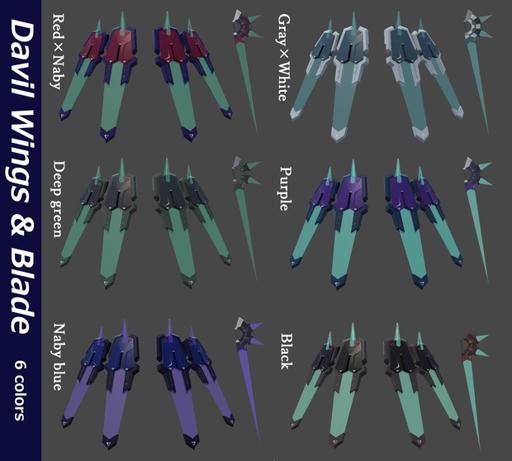 Davil Wings & Blade
6 colors
Red×Naby
Gray×White
Deep green
Purple
Naby blue
Black